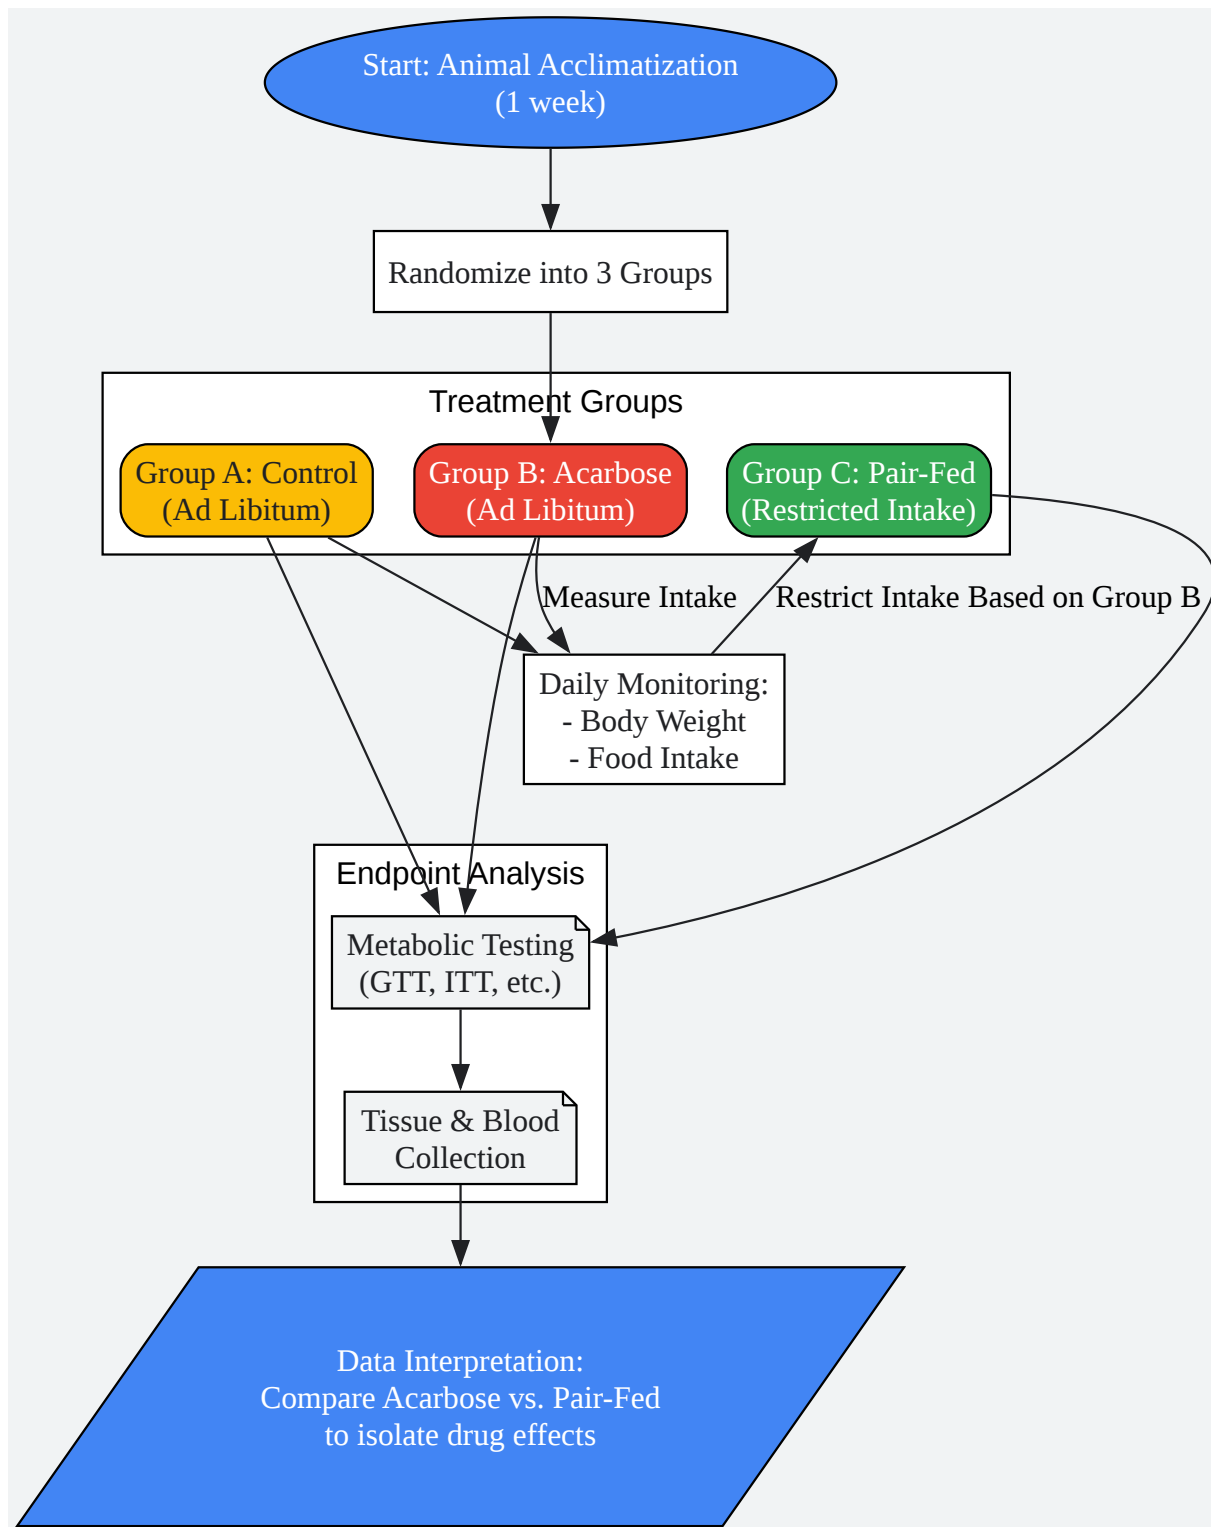 Start: Animal Acclimatization
(1 week)
Randomize into 3 Groups
Treatment Groups
Group A: Control
(Ad Libitum)
Group B: Acarbose
(Ad Libitum)
Group C: Pair-Fed
(Restricted Intake)
Measure Intake
Restrict Intake Based on Group B
Daily Monitoring:
- Body Weight
- Food Intake
Endpoint Analysis
Metabolic Testing
(GTT, ITT, etc.)
Tissue & Blood
Collection
Data Interpretation:
Compare Acarbose vs. Pair-Fed
to isolate drug effects